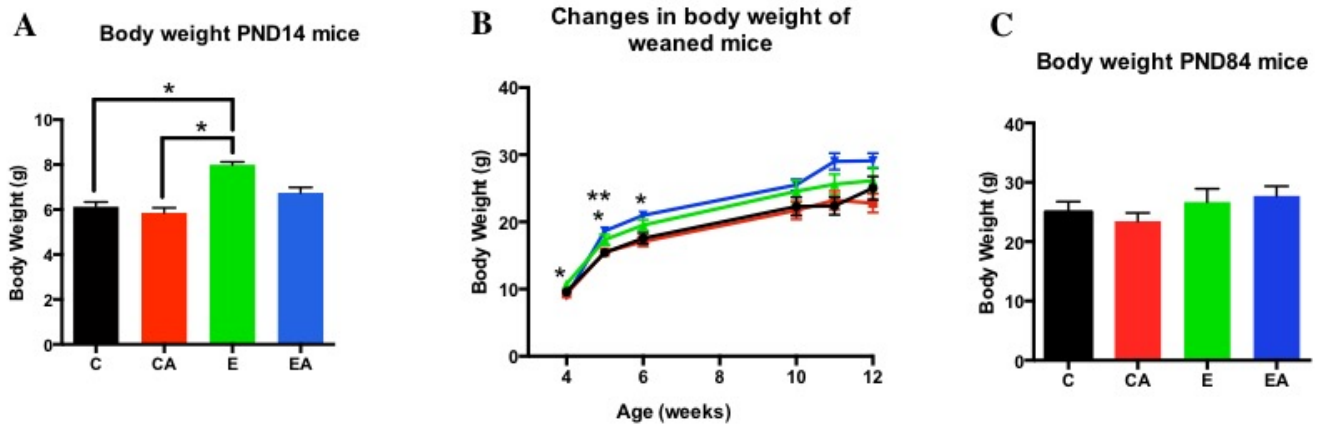 A
Body weight PND14 mice
*
*
10
8
6
4
2
0
Body Weight (g)
C CA E EA
B
Changes in body weight of
weaned mice
40
30
20
10
0
Body Weight (g)
*
**
*
*
4 6 8 10 12
Age (weeks)
C
Body weight PND84 mice
40
30
20
10
0
Body Weight (g)
C CA E EA